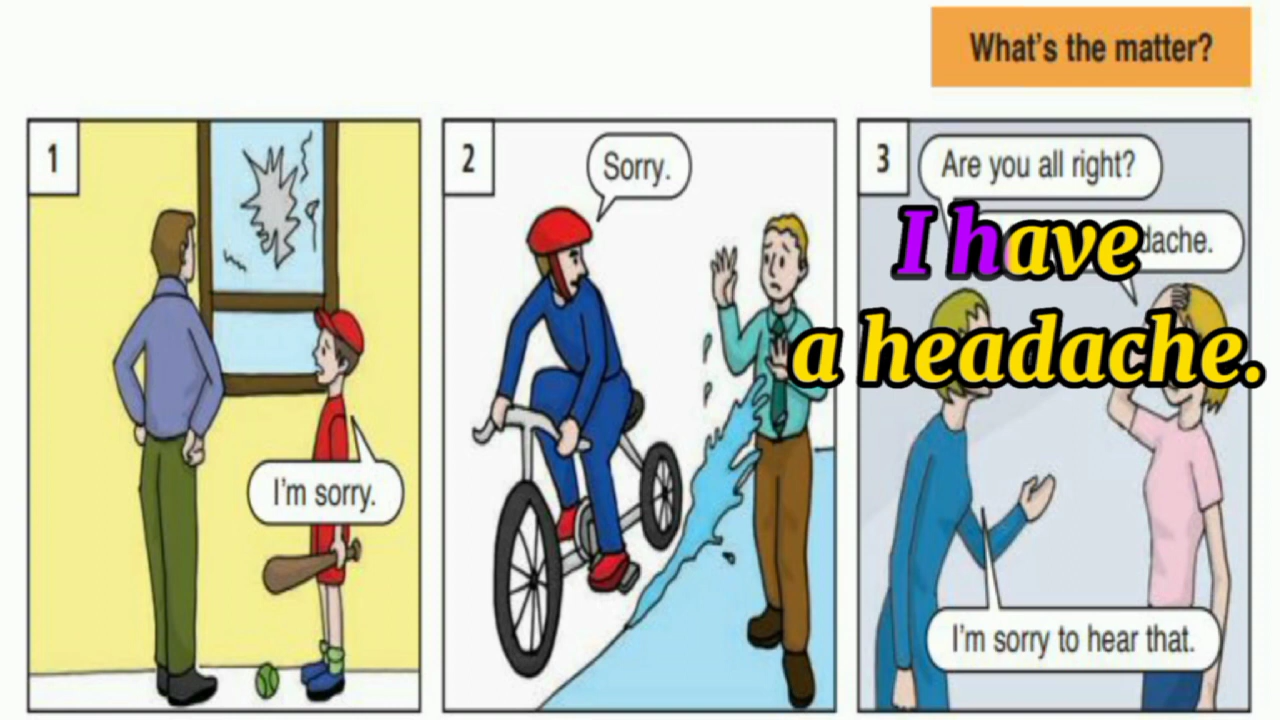 What's the matter?
1
I'm sorry.
2
Sorry.
3
Are you all right?
dache.
I have
a headache.
I'm sorry to hear that.